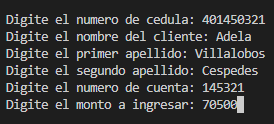 Digite el numero de cedula: 401450321
Digite el nombre del cliente: Adela
Digite el primer apellido: Villalobos
Digite el segundo apellido: Cespedes
Digite el numero de cuenta: 145321
Digite el monto a ingresar: 70500